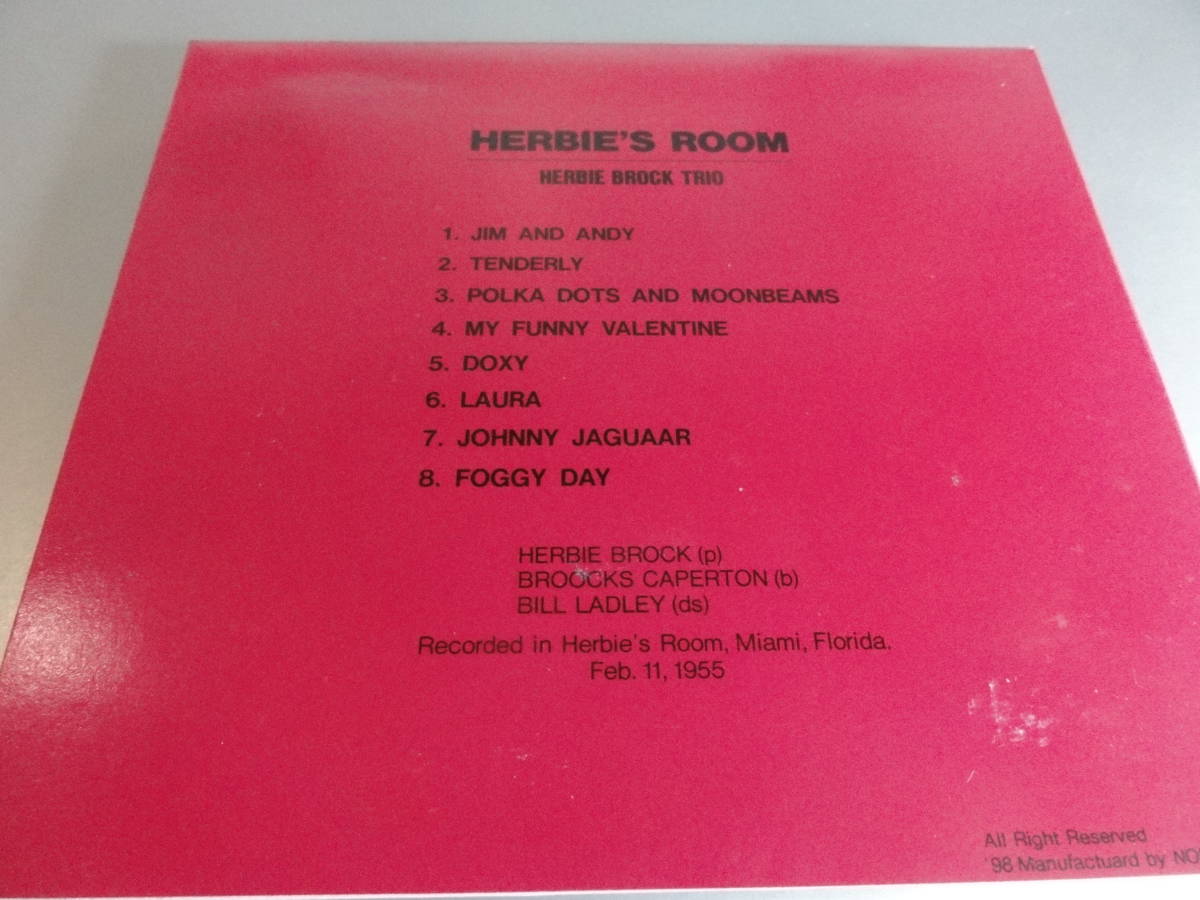 HERBIE'S ROOM
HERBIE BROCK TRIO
1. JIM AND ANDY
2. TENDERLY
3. POLKA DOTS AND MOONBEAMS
4. MY FUNNY VALENTINE
5. DOXY
6. LAURA
7. JOHNNY JAGUAAR
8. FOGGY DAY
HERBIE BROCK (p)
BROOCKS CAPERTON (b)
BILL LADLEY (ds)
Recorded in Herbie's Room, Miami, Florida.
Feb. 11, 1955
All Right Reserved
'98 Manufactuard by